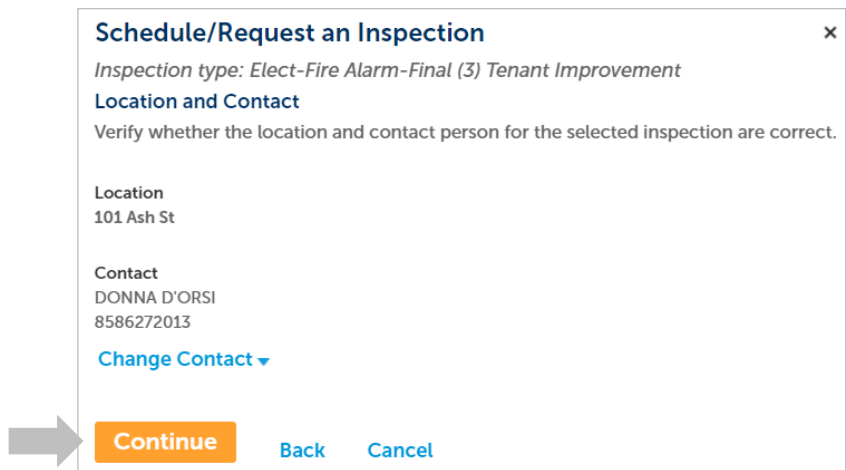 Schedule/Request an Inspection
×
Inspection type: Elect-Fire Alarm-Final (3) Tenant Improvement
Location and Contact
Verify whether the location and contact person for the selected inspection are correct.
Location
101 Ash St
Contact
DONNA D'ORSI
8586272013
Change Contact
Continue Back Cancel